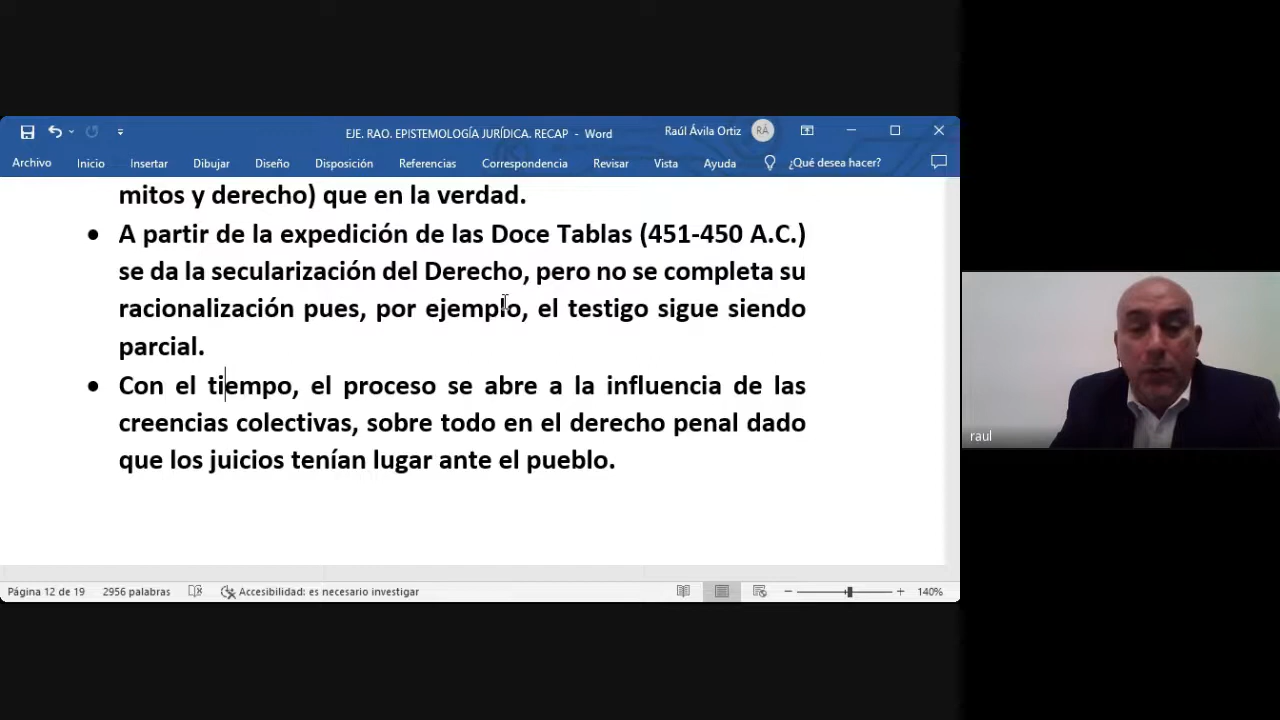 EJE. RAO. EPISTEMOLOGÍA JURÍDICA. RECAP - Word
Raúl Ávila Ortiz
RÁ
Archivo Inicio Insertar Dibujar Diseño Disposición Referencias Correspondencia Revisar Vista Ayuda ¿Qué desea hacer?
mitos y derecho) que en la verdad.
• A partir de la expedición de las Doce Tablas (451-450 A.C.)
se da la secularización del Derecho, pero no se completa su
racionalización pues, por ejemplo, el testigo sigue siendo
parcial.
• Con el tiempo, el proceso se abre a la influencia de las
creencias colectivas, sobre todo en el derecho penal dado
que los juicios tenían lugar ante el pueblo.
raul
Página 12 de 19 2956 palabras Accesibilidad: es necesario investigar 140%